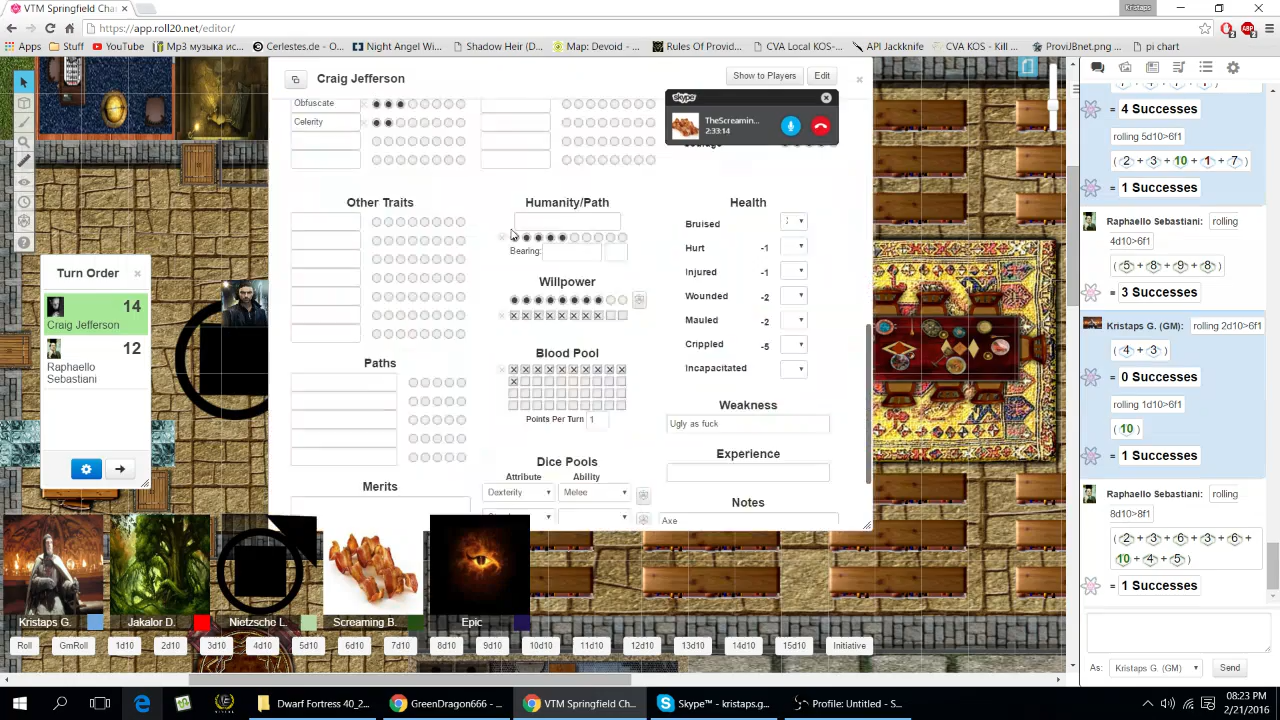 VTM Springfield Cha
Kristaps
https://app.roll20.net/editor/
Apps Stuff YouTube Mp3 музыка ис... Cerlestes.de: O... Night Angel Wi... Shadow Heir (D... Map: Devoid - ... Rules Of Provid... CVA Local KOS-... API Jackknife CVA KOS - Kill ... ProviJBnet.png ... pi chart
Craig Jefferson
Show to Players Edit
Obfuscate
Celerity
skype
TheScreamin...
2:33:14
Other Traits
Humanity/Path
Bearing:
Willpower
Blood Pool
Points Per Turn 1
Paths
Merits
Dice Pools
Attribute Ability
Dexterity Melee
Health
Bruised
Hurt -1
Injured -1
Wounded -2
Mauled -2
Crippled -5
Incapacitated
Weakness
Ugly as fuck
Experience
Notes
Axe
Turn Order
14
Craig Jefferson
12
Raphaello
Sebastiani
= 4 Successes
rolling 5d10>6f1
(2+3+10+1+7)
= 1 Successes
Raphaello Sebastiani: rolling
4d10>6f1
(5+8+9+8)
= 3 Successes
Kristaps G. (GM): rolling 2d10>6f1
(4+3)
= 0 Successes
rolling 1d10>6f1
(10)
= 1 Successes
Raphaello Sebastiani: rolling
8d10>8f1
(2+3+6+3+6+
10+4+5)
= 1 Successes
As: Kristaps G. (GM) Send
Kristaps G. Jakalor D. Nietzsche L. Screaming B. Epic
Roll GmRoll 1d10 2d10 3d10 4d10 5d10 6d10 7d10 8d10 9d10 10d10 11d10 12d10 13d10 14d10 15d10 Initiative
Dwarf Fortress 40_2... GreenDragon666 - ... VTM Springfield Ch... Skype™ - kristaps.g... Profile: Untitled - S...
08:23 PM
2/21/2016